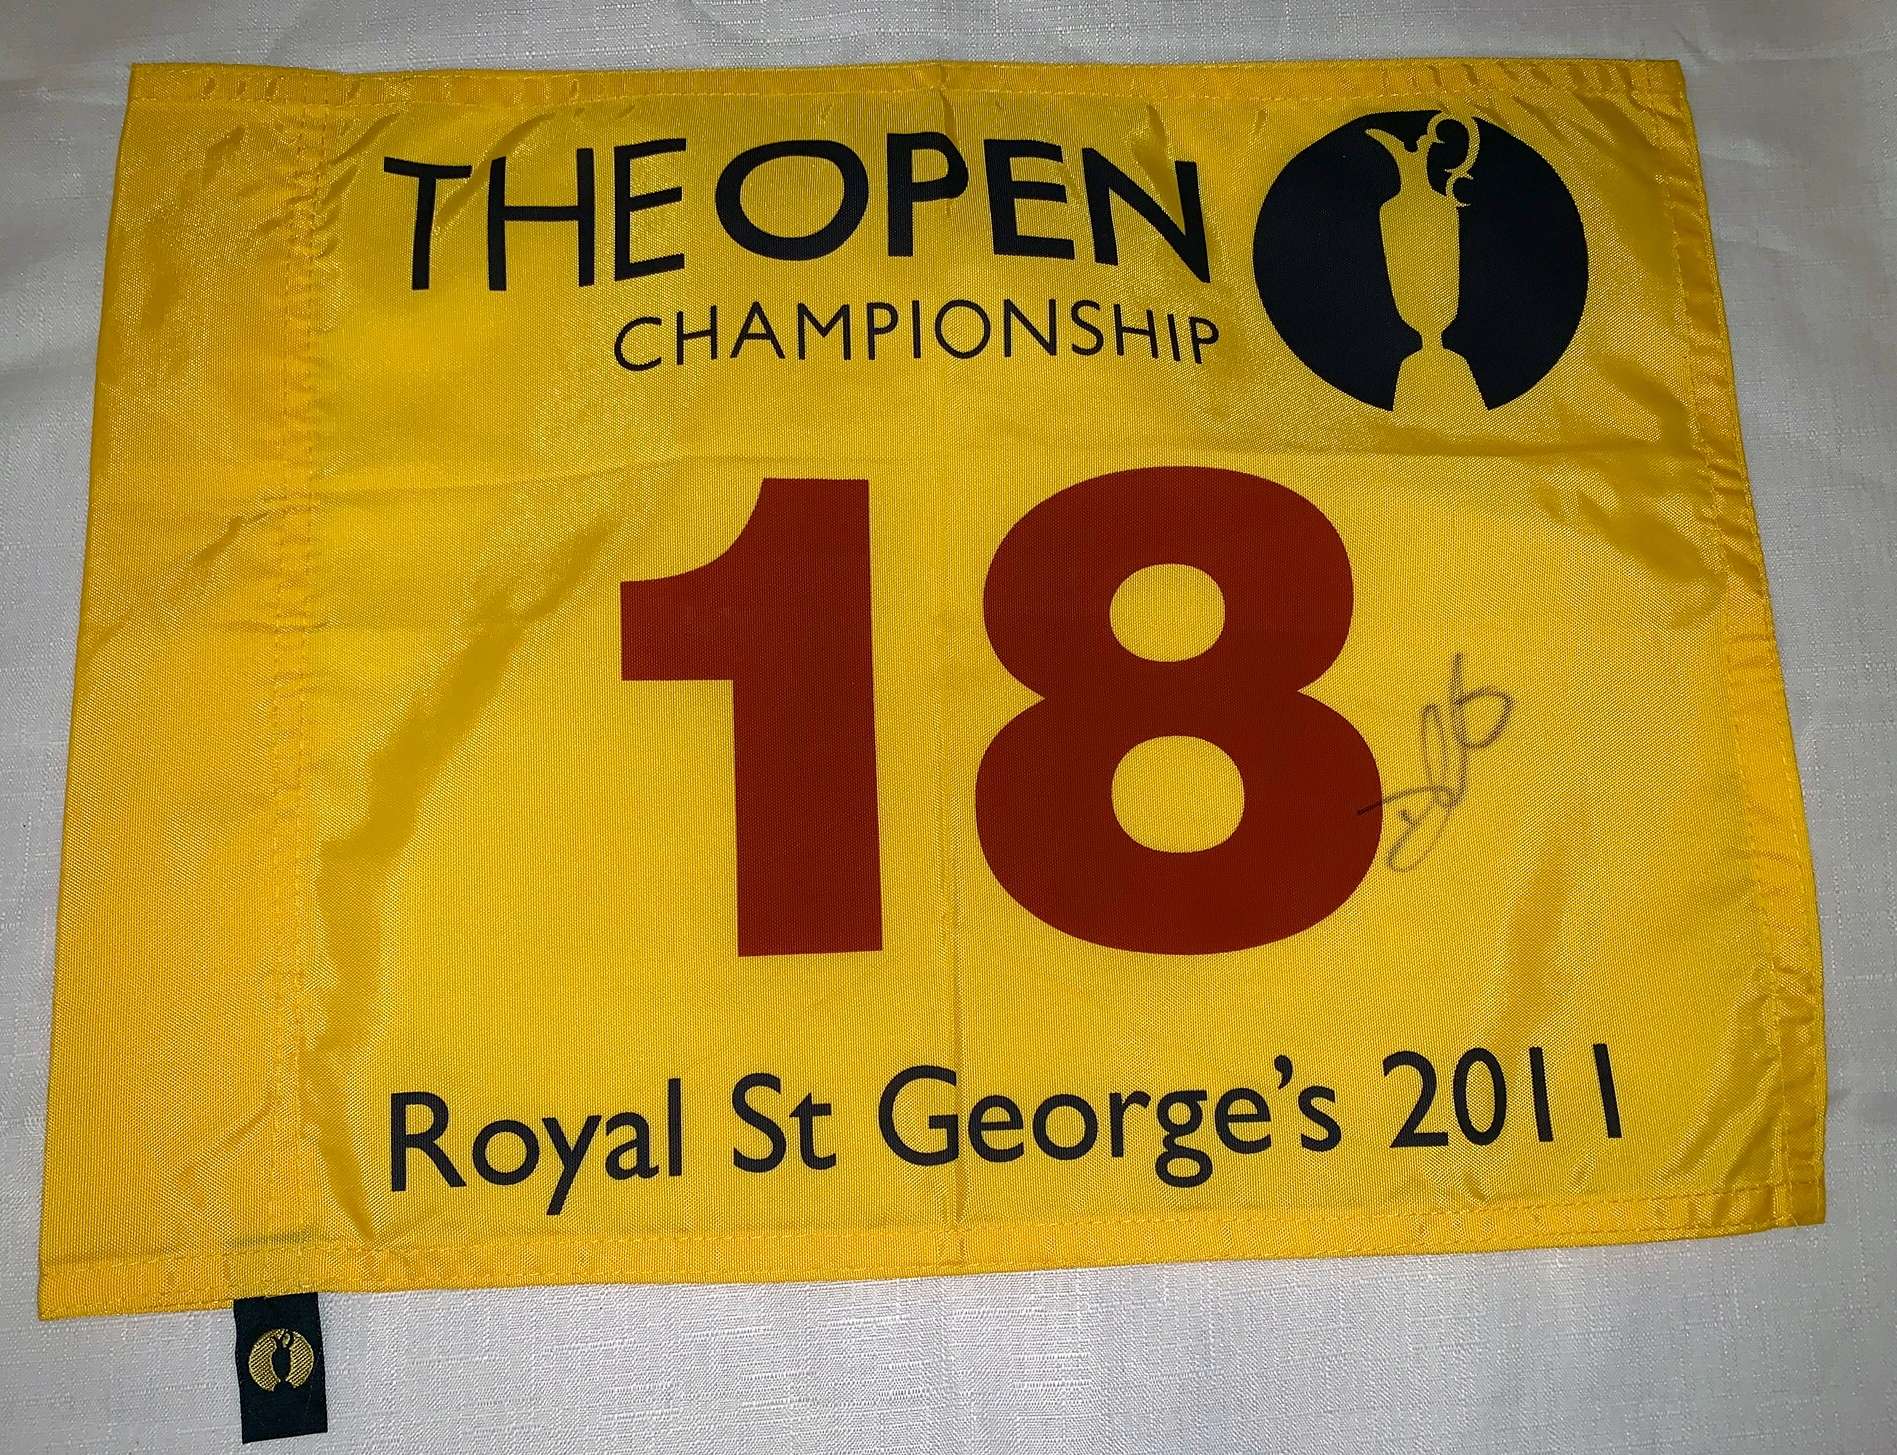 THE OPEN
CHAMPIONSHIP
18
Royal St George's 2011